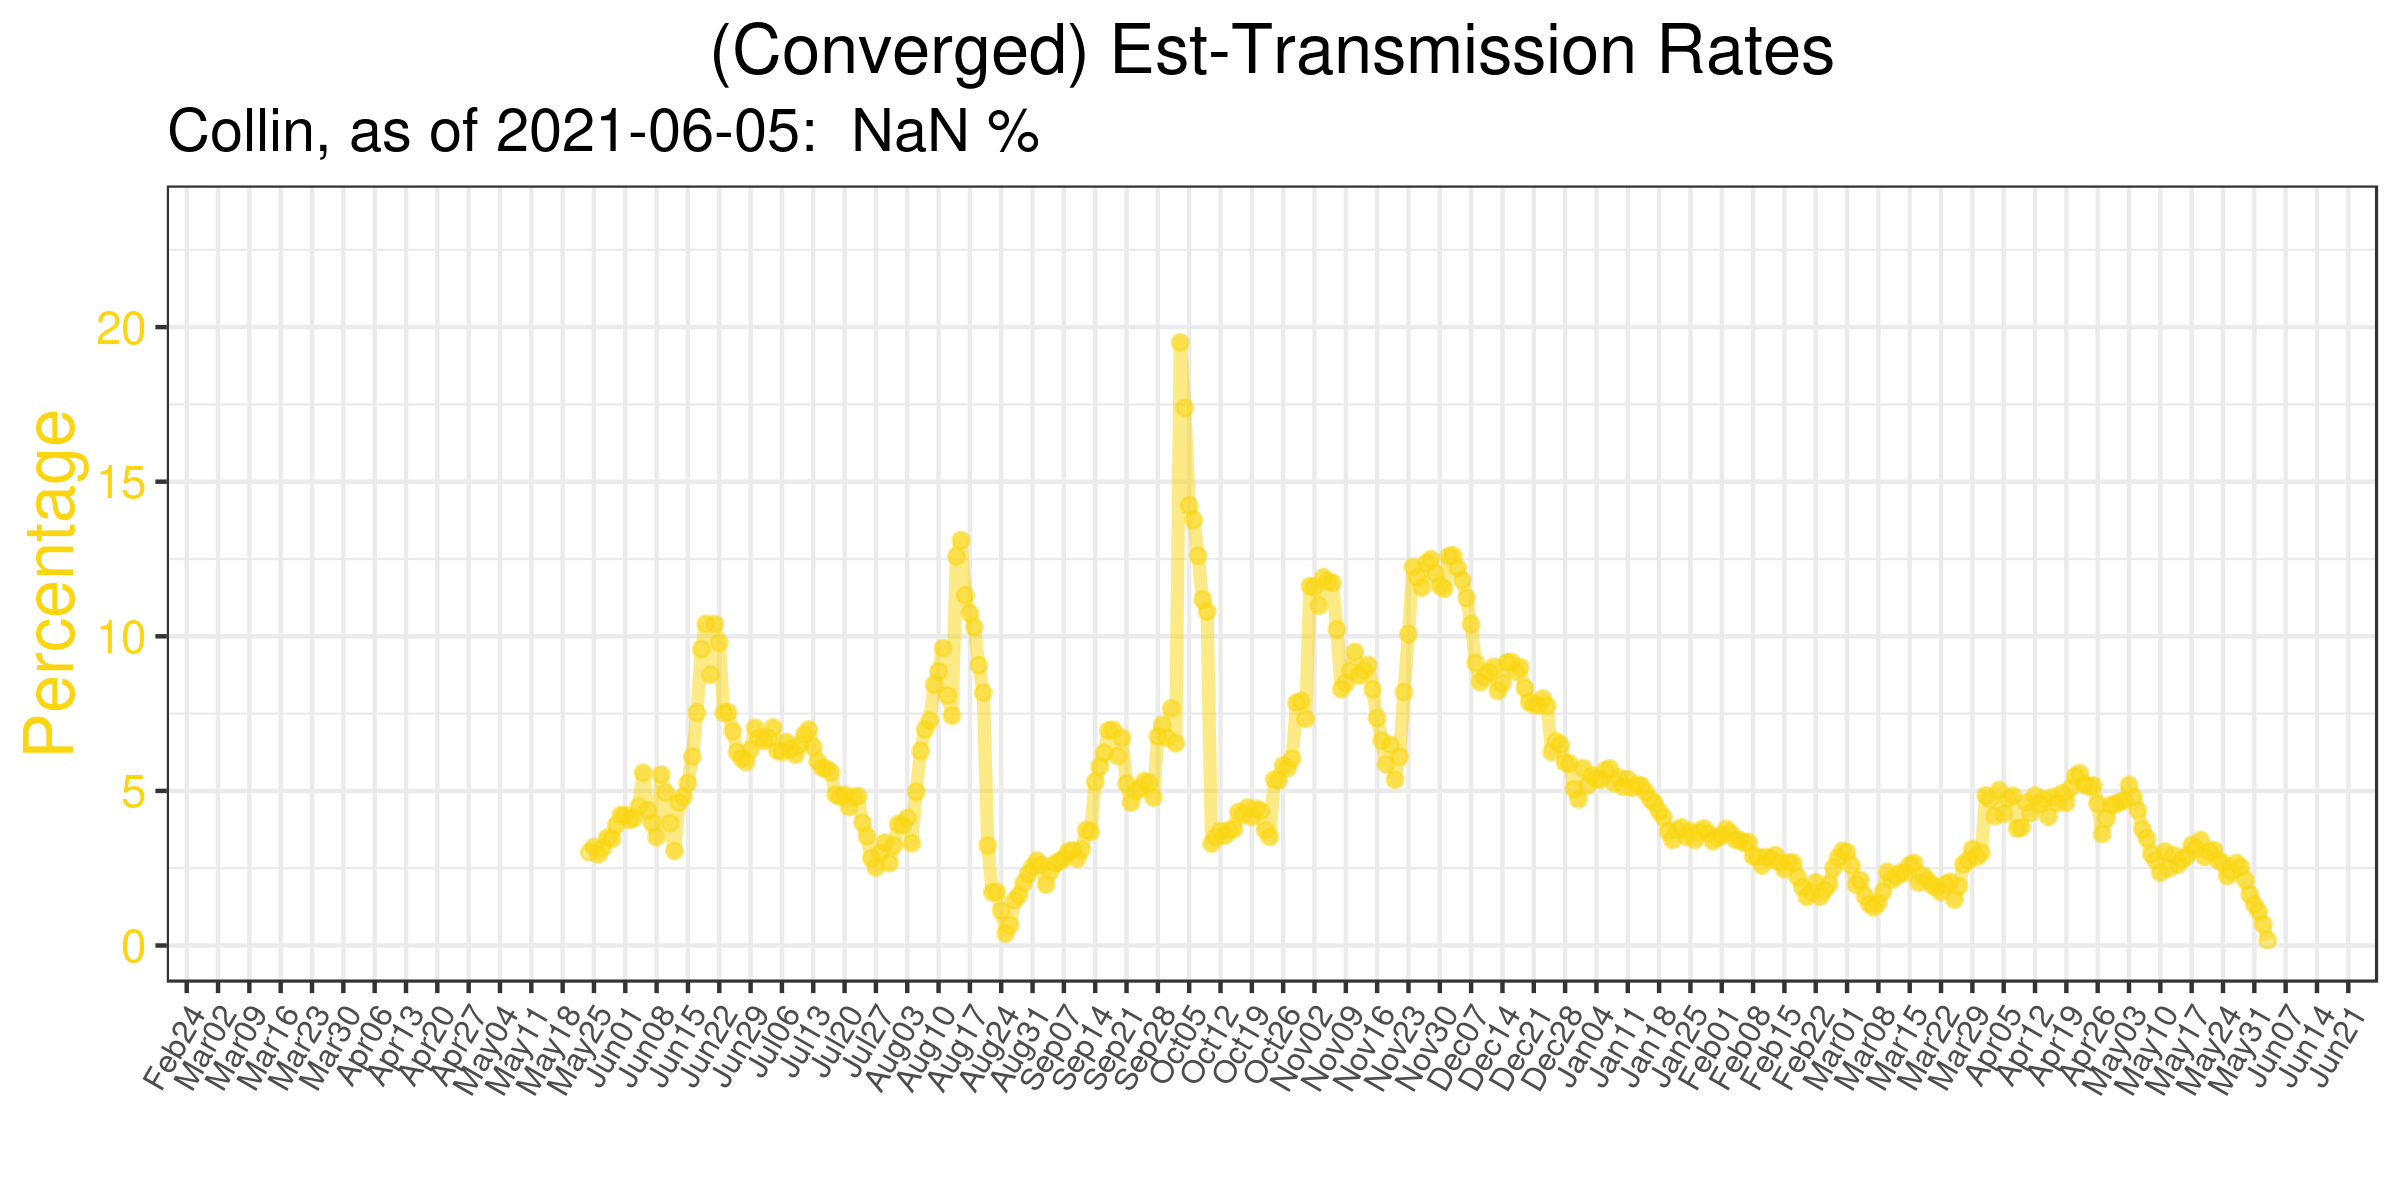 (Converged) Est-Transmission Rates
Collin, as of 2021-06-05:  NaN %
Percentage
20
15
10
5
0
Feb24
Mar02
Mar09
Mar16
Mar23
Mar30
Apr06
Apr13
Apr20
Apr27
May04
May11
May18
May25
Jun01
Jun08
Jun15
Jun22
Jun29
Jul06
Jul13
Jul20
Jul27
Aug03
Aug10
Aug17
Aug24
Aug31
Sep07
Sep14
Sep21
Sep28
Oct05
Oct12
Oct19
Oct26
Nov02
Nov09
Nov16
Nov23
Nov30
Dec07
Dec14
Dec21
Dec28
Jan04
Jan11
Jan18
Jan25
Feb01
Feb08
Feb15
Feb22
Mar01
Mar08
Mar15
Mar22
Mar29
Apr05
Apr12
Apr19
Apr26
May03
May10
May17
May24
May31
Jun07
Jun14
Jun21